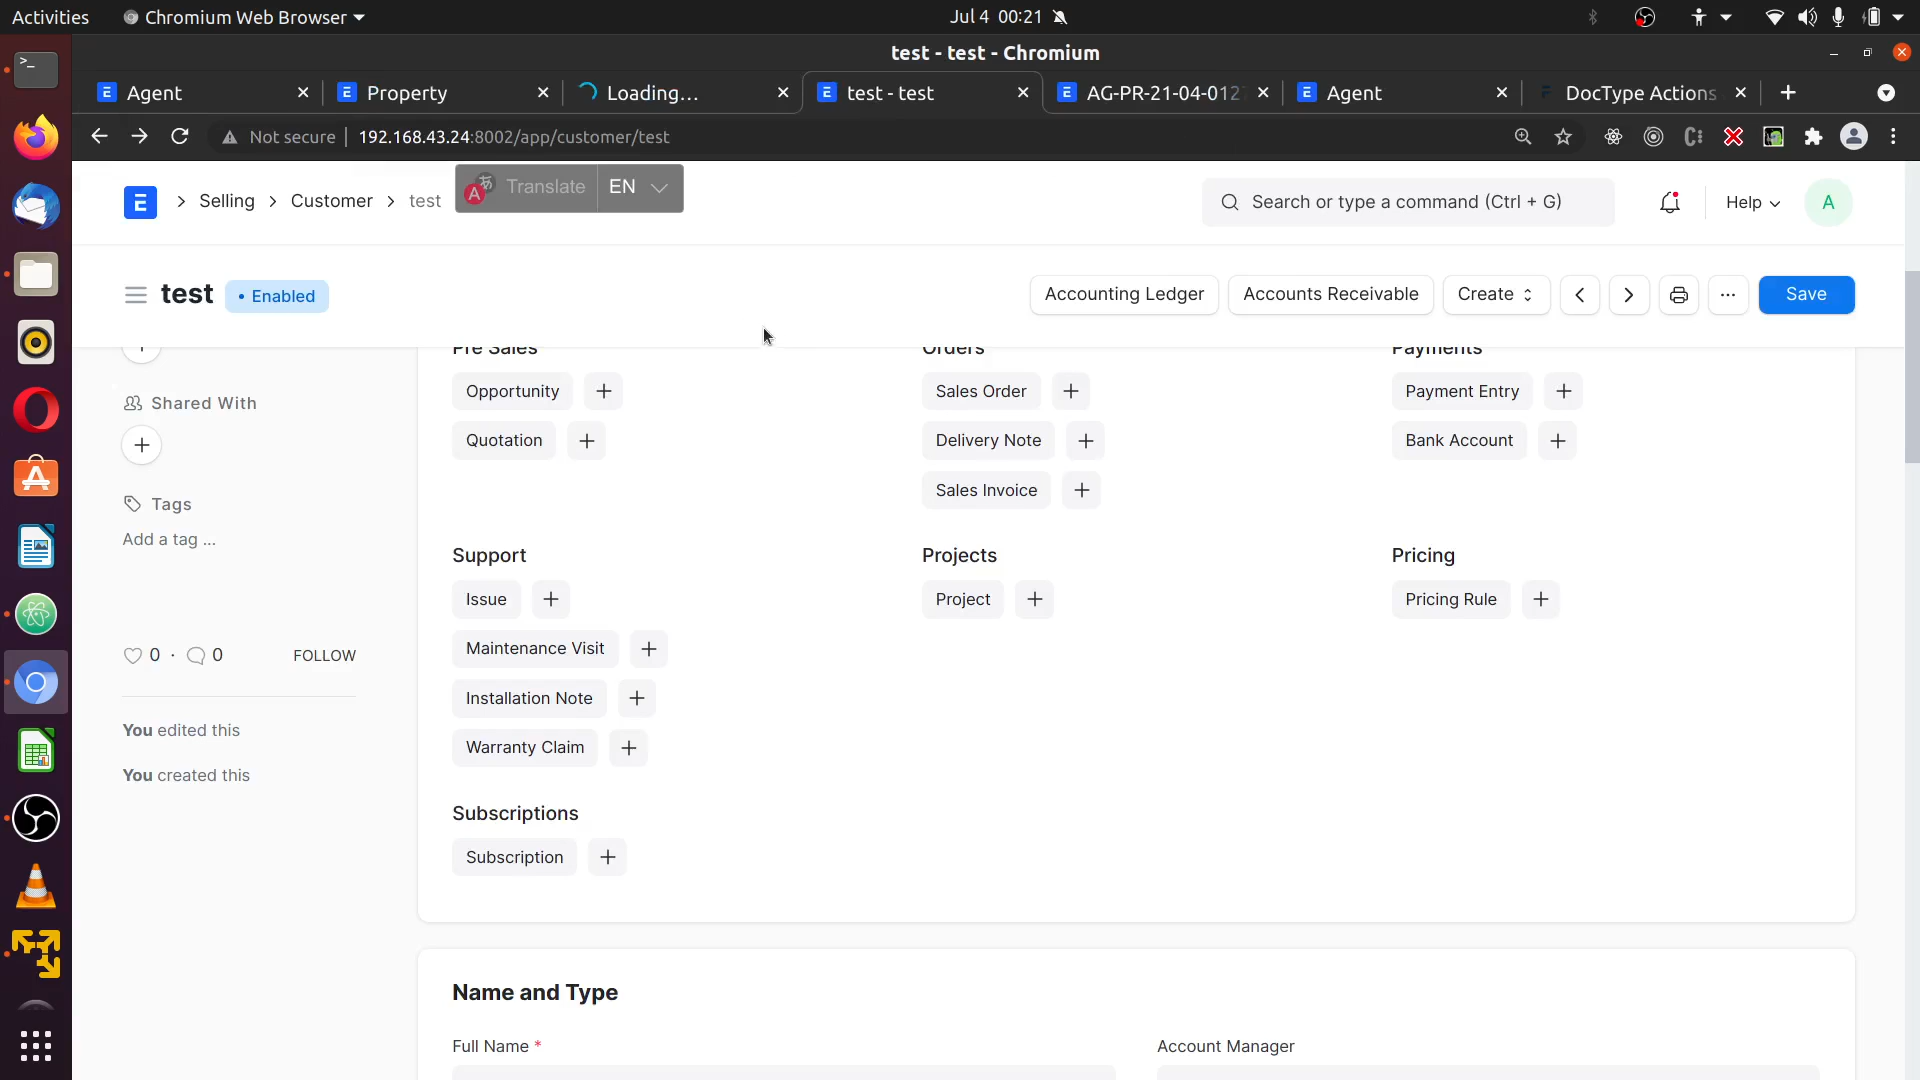 Activities
Chromium Web Browser
Jul 4 00:21
test - test - Chromium
Agent
Property
Loading...
test - test
AG-PR-21-04-012
Agent
DocType Actions
Not secure
192.168.43.24:8002/app/customer/test
Selling
Customer
test
Translate
EN
Search or type a command (Ctrl + G)
Help
A
test
Enabled
Accounting Ledger
Accounts Receivable
Create
Save
Pre Sales
Orders
Payments
Opportunity
Sales Order
Payment Entry
Quotation
Delivery Note
Bank Account
Sales Invoice
Shared With
Tags
Add a tag ...
Support
Projects
Pricing
Issue
Project
Pricing Rule
Maintenance Visit
Installation Note
Warranty Claim
0 · 0
FOLLOW
You edited this
You created this
Subscriptions
Subscription
Name and Type
Full Name *
Account Manager